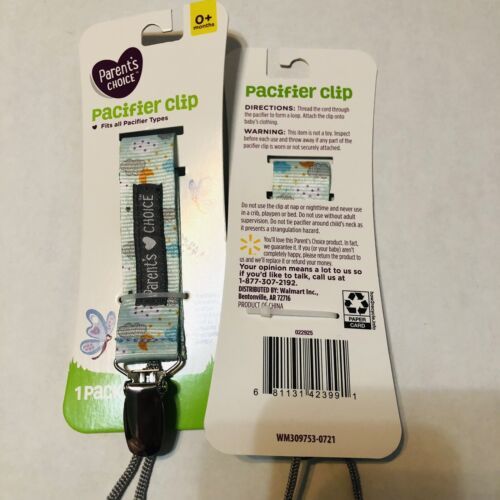 Parent's
CHOICE™
0+
months
Pacifier clip
Fits all Pacifier Types
Parent's CHOICE™
1 Pac
Pacifier clip
DIRECTIONS: Thread the cord through
the pacifier to form a loop. Attach the clip onto
baby's clothing.
WARNING: This item is not a toy. Inspect
before each use and throw away if any part of the
pacifier clip is worn or not securely attached.
Do not use the clip at nap or nighttime and never use
in a crib, playpen or bed. Do not use without adult
supervision. Do not tie pacifier around child's neck as
it presents a strangulation hazard.
You'll love this Parent's Choice product. In fact,
we guarantee it. If you (or your baby) aren't
completely happy, please return the product to
us and we'll replace it or refund your money.
Your opinion means a lot to us so
if you'd like to talk, call us at
1-877-307-2192.
DISTRIBUTED BY: Walmart Inc.,
Bentonville, AR 72716
PRODUCT OF CHINA
PAPER
CARD
how2recycle.info
022925
6 81131 42399 1
WM309753-0721